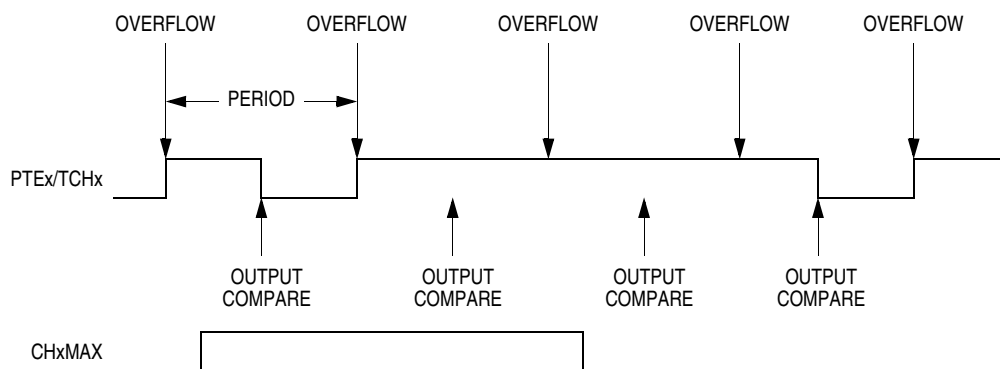 OVERFLOW OVERFLOW OVERFLOW OVERFLOW OVERFLOW
PERIOD
PTEx/TCHx
OUTPUT OUTPUT OUTPUT OUTPUT
COMPARE COMPARE COMPARE COMPARE
CHxMAX